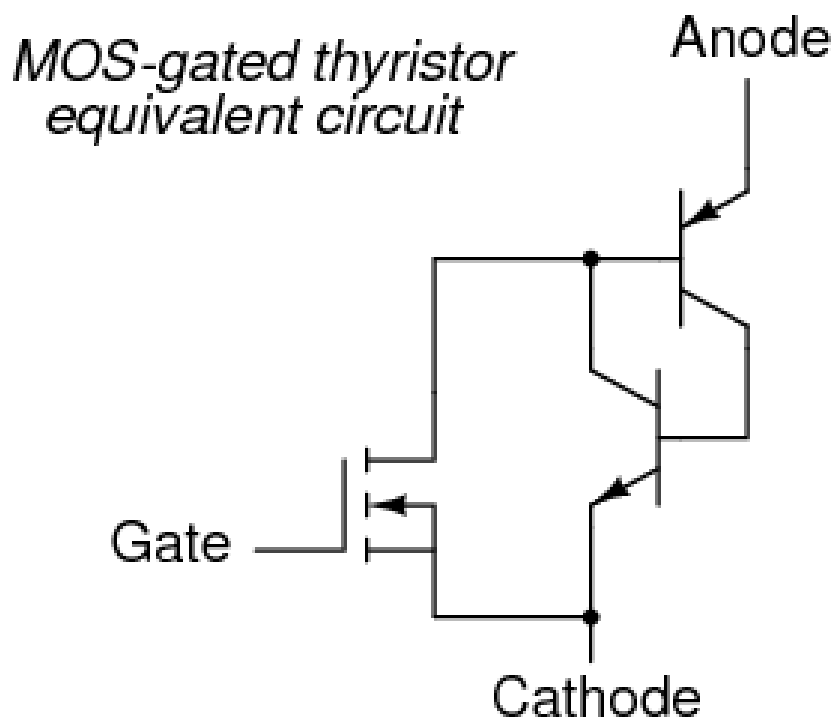 MOS-gated thyristor
equivalent circuit
Anode
Gate
Cathode